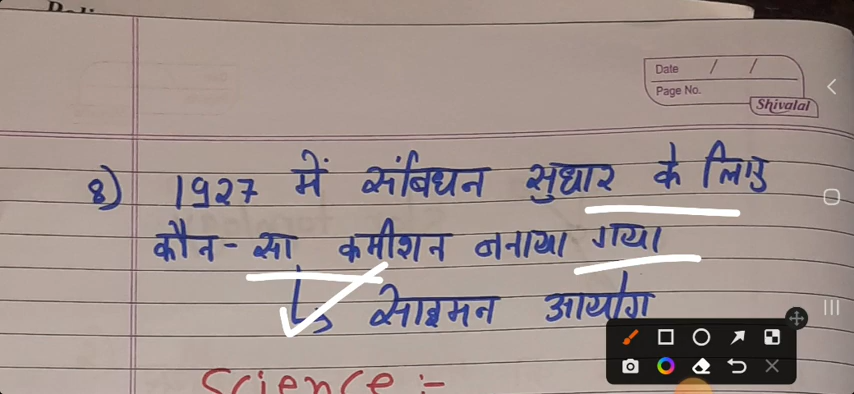 Date / /
Page No.
Shivalal
8) 1927 में संबिधन सुधार के लिए
कौन-सा कमीशन बनाया गया
↳ साइमन आयोग
Science :-